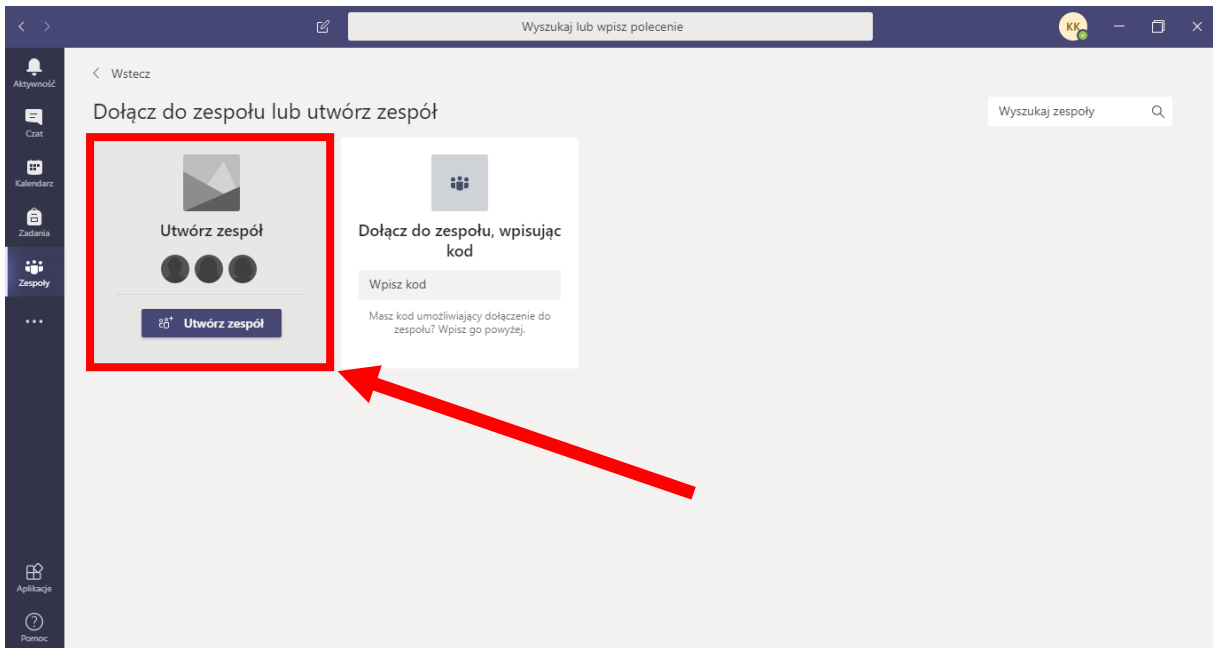 Wyszukaj lub wpisz polecenie
KK
Aktywność
Czat
Kalendarz
Zadania
Zespoły
Aplikacje
Pomoc
Wstecz
Dołącz do zespołu lub utwórz zespół
Wyszukaj zespoły
Utwórz zespół
Utwórz zespół
Dołącz do zespołu, wpisując
kod
Wpisz kod
Masz kod umożliwiający dołączenie do
zespołu? Wpisz go powyżej.